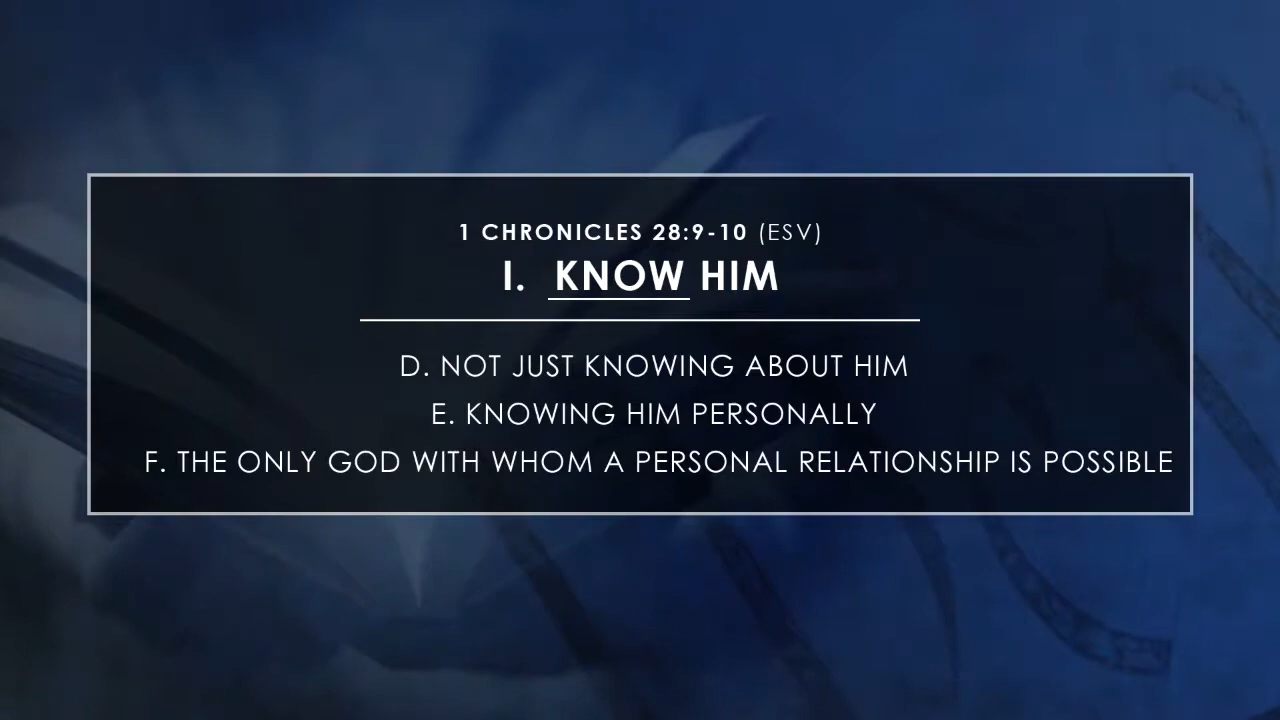 1 CHRONICLES 28:9-10 (ESV)
I. KNOW HIM
D. NOT JUST KNOWING ABOUT HIM
E. KNOWING HIM PERSONALLY
F. THE ONLY GOD WITH WHOM A PERSONAL RELATIONSHIP IS POSSIBLE